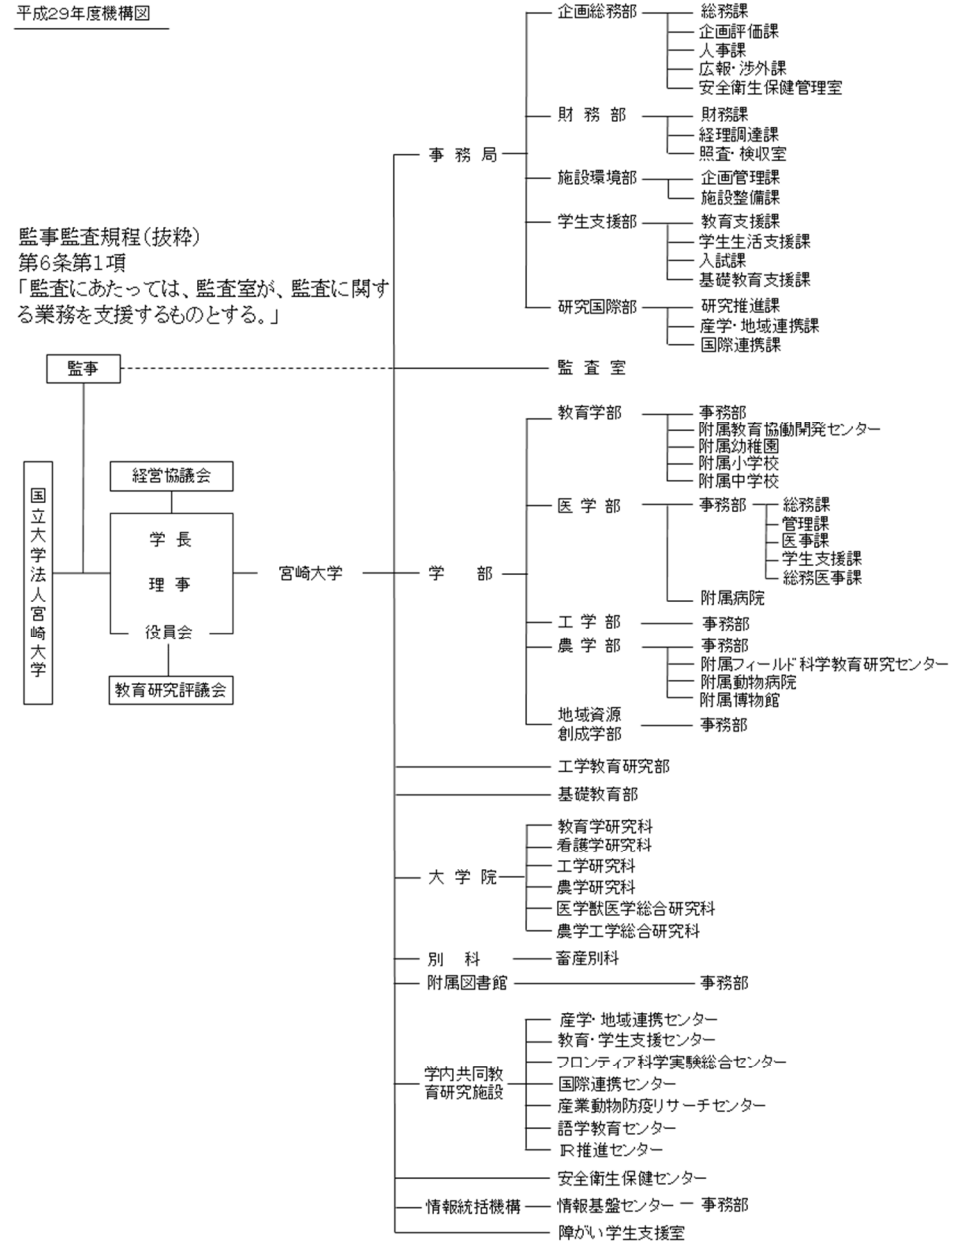 平成29年度機構図
企画総務部
総務課
企画評価課
人事課
広報・渉外課
安全衛生保健管理室
財務部
財務課
経理調達課
照査・検収室
事務局
施設環境部
企画管理課
施設整備課
学生支援部
教育支援課
学生生活支援課
入試課
基礎教育支援課
研究国際部
研究推進課
産学・地域連携課
国際連携課
監事監査規程(抜粋)
第6条第1項
「監査にあたっては、監査室が、監査に関す
る業務を支援するものとする。」
監事
監査室
国立大学法人宮崎大学
経営協議会
学長
理事
役員会
教育研究評議会
宮崎大学
学部
教育学部
事務部
附属教育協働開発センター
附属幼稚園
附属小学校
附属中学校
医学部
事務部
総務課
管理課
医事課
学生支援課
総務医事課
附属病院
工学部
事務部
農学部
事務部
附属フィールド科学教育研究センター
附属動物病院
附属博物館
地域資源
創成学部
事務部
工学教育研究部
基礎教育部
大学院
教育学研究科
看護学研究科
工学研究科
農学研究科
医学獣医学総合研究科
農学工学総合研究科
別科
畜産別科
附属図書館
事務部
学内共同教
育研究施設
産学・地域連携センター
教育・学生支援センター
フロンティア科学実験総合センター
国際連携センター
産業動物防疫リサーチセンター
語学教育センター
IR推進センター
安全衛生保健センター
情報統括機構
情報基盤センター
事務部
障がい学生支援室